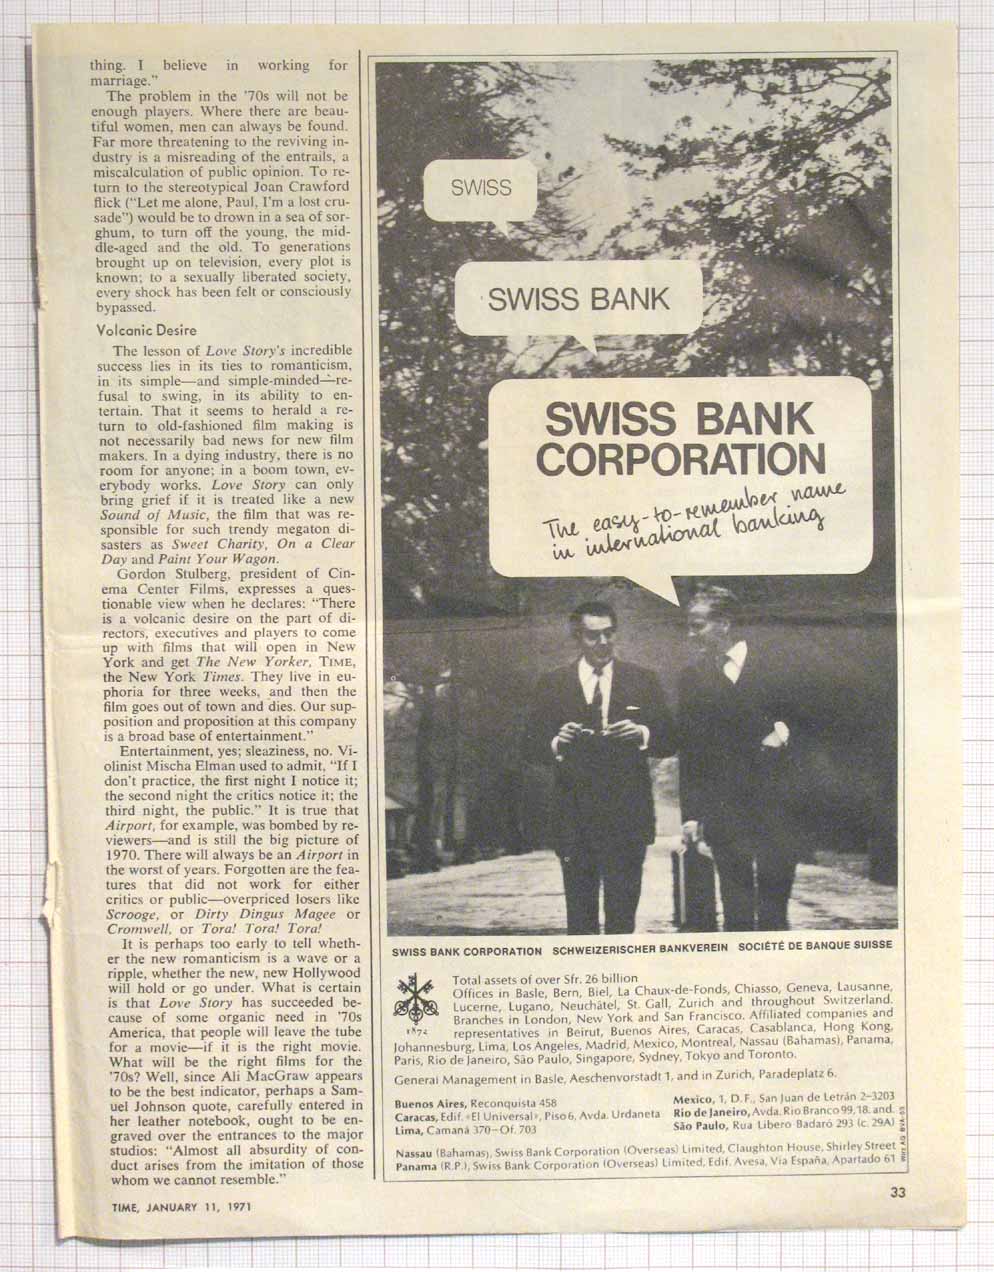 thing. I believe in working for
marriage."
The problem in the '70s will not be
enough players. Where there are beau-
tiful women, men can always be found.
Far more threatening to the reviving in-
dustry is a misreading of the entrails, a
miscalculation of public opinion. To re-
turn to the stereotypical Joan Crawford
flick ("Let me alone, Paul, I'm a lost cru-
sade") would be to drown in a sea of sor-
ghum, to turn off the young, the mid-
dle-aged and the old. To generations
brought up on television, every plot is
known; to a sexually liberated society,
every shock has been felt or consciously
bypassed.
Volcanic Desire
The lesson of Love Story's incredible
success lies in its ties to romanticism,
in its simple—and simple-minded—re-
fusal to swing, in its ability to en-
tertain. That it seems to herald a re-
turn to old-fashioned film making is
not necessarily bad news for new film
makers. In a dying industry, there is no
room for anyone; in a boom town, ev-
erybody works. Love Story can only
bring grief if it is treated like a new
Sound of Music, the film that was re-
sponsible for such trendy megaton di-
sasters as Sweet Charity, On a Clear
Day and Paint Your Wagon.
Gordon Stulberg, president of Cin-
ema Center Films, expresses a ques-
tionable view when he declares: "There
is a volcanic desire on the part of di-
rectors, executives and players to come
up with films that will open in New
York and get The New Yorker, TIME,
the New York Times. They live in eu-
phoria for three weeks, and then the
film goes out of town and dies. Our sup-
position and proposition at this company
is a broad base of entertainment."
Entertainment, yes; sleaziness, no. Vi-
olinist Mischa Elman used to admit, "If I
don't practice, the first night I notice it;
the second night the critics notice it; the
third night, the public." It is true that
Airport, for example, was bombed by re-
viewers—and is still the big picture of
1970. There will always be an Airport in
the worst of years. Forgotten are the fea-
tures that did not work for either
critics or public—overpriced losers like
Scrooge, or Dirty Dingus Magee or
Cromwell, or Tora! Tora! Tora!
It is perhaps too early to tell wheth-
er the new romanticism is a wave or a
ripple, whether the new, new Hollywood
will hold or go under. What is certain
is that Love Story has succeeded be-
cause of some organic need in '70s
America, that people will leave the tube
for a movie—if it is the right movie.
What will be the right films for the
'70s? Well, since Ali MacGraw appears
to be the best indicator, perhaps a Sam-
uel Johnson quote, carefully entered in
her leather notebook, ought to be en-
graved over the entrances to the major
studios: "Almost all absurdity of con-
duct arises from the imitation of those
whom we cannot resemble."
TIME, JANUARY 11, 1971
SWISS
SWISS BANK
SWISS BANK
CORPORATION
The easy-to-remember name
in international banking
SWISS BANK CORPORATION SCHWEIZERISCHER BANKVEREIN SOCIÉTÉ DE BANQUE SUISSE
1872
Total assets of over Sfr. 26 billion
Offices in Basle, Bern, Biel, La Chaux-de-Fonds, Chiasso, Geneva, Lausanne,
Lucerne, Lugano, Neuchâtel, St. Gall, Zurich and throughout Switzerland.
Branches in London, New York and San Francisco. Affiliated companies and
representatives in Beirut, Buenos Aires, Caracas, Casablanca, Hong Kong,
Johannesburg, Lima, Los Angeles, Madrid, Mexico, Montreal, Nassau (Bahamas), Panama,
Paris, Rio de Janeiro, São Paulo, Singapore, Sydney, Tokyo and Toronto.
General Management in Basle, Aeschenvorstadt 1, and in Zurich, Paradeplatz 6.
Buenos Aires, Reconquista 458
Caracas, Edif. «El Universal», Piso 6, Avda. Urdaneta
Lima, Camaná 370–Of. 703
Mexico, 1, D. F., San Juan de Letrán 2–3203
Rio de Janeiro, Avda. Rio Branco 99, 18. and.
São Paulo, Rua Libero Badaró 293 (c. 29A)
Nassau (Bahamas), Swiss Bank Corporation (Overseas) Limited, Claughton House, Shirley Street
Panama (R.P.), Swiss Bank Corporation (Overseas) Limited, Edif. Avesa, Via España, Apartado 61
33